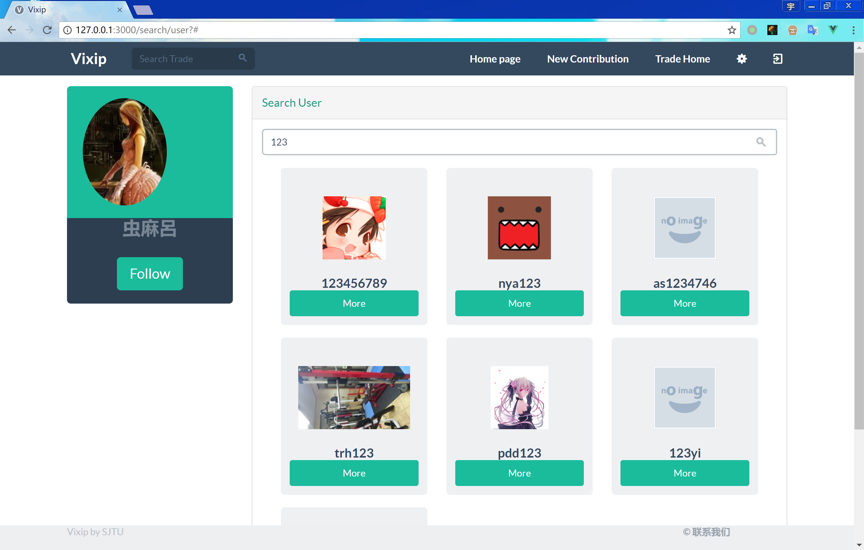 Vixip
127.0.0.1:3000/search/user?#
Vixip
Search Trade
Home page
New Contribution
Trade Home
虫麻呂
Follow
Search User
123
123456789
More
nya123
More
no image
as1234746
More
trh123
More
pdd123
More
no image
123yi
More
Vixip by SJTU
© 联系我们